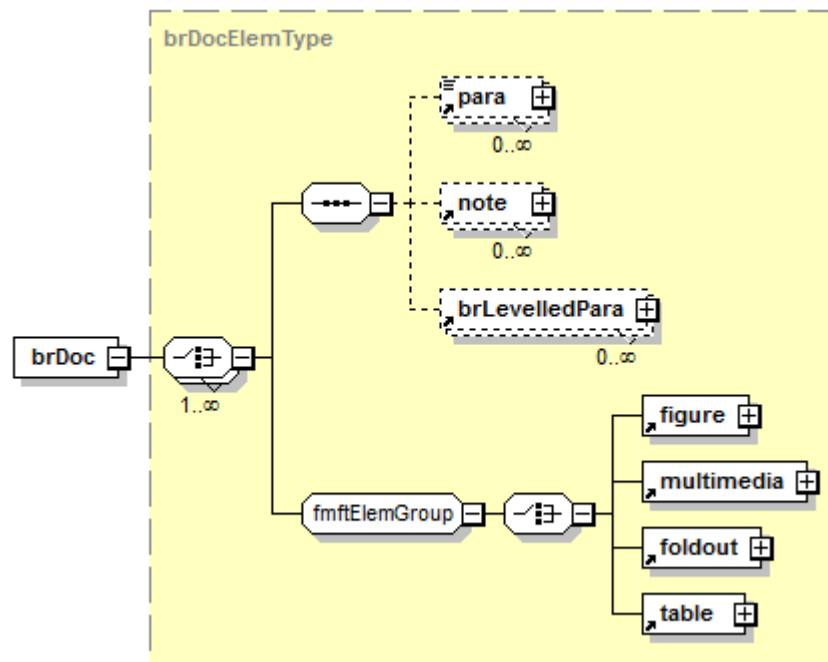 brDocElemType
para
0..∞
note
0..∞
brLevelledPara
0..∞
brDoc
1..∞
figure
multimedia
fmftElemGroup
foldout
table